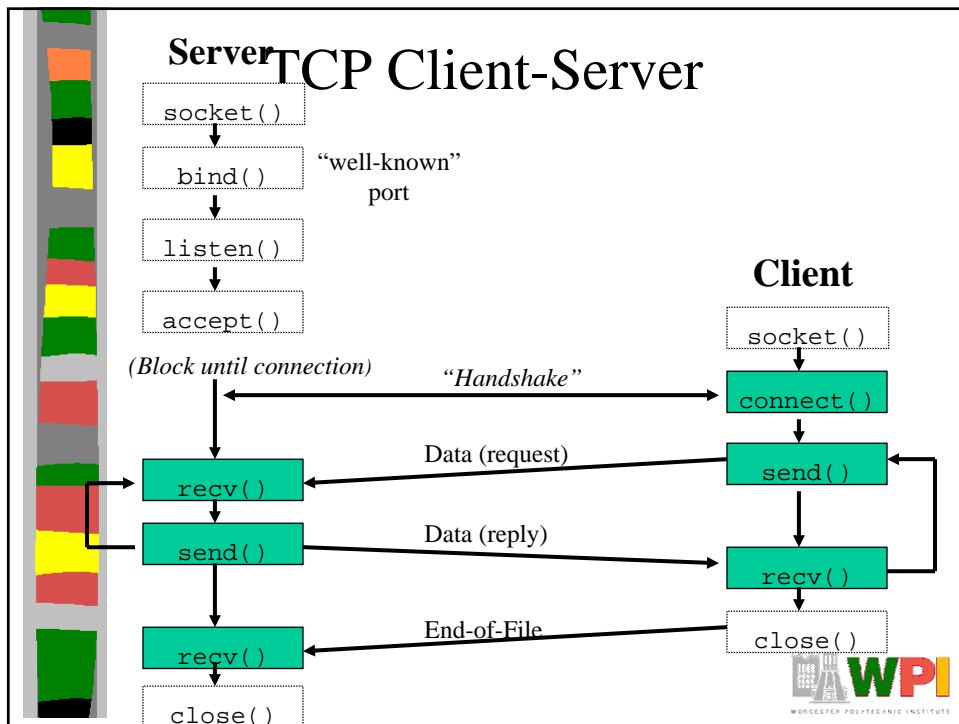 TCP Client-Server
Server
socket()
bind()
"well-known"
port
listen()
accept()
(Block until connection)
Client
socket()
"Handshake"
connect()
Data (request)
send()
recv()
Data (reply)
send()
recv()
End-of-File
close()
recv()
close()
WPI
WORCESTER POLYTECHNIC INSTITUTE